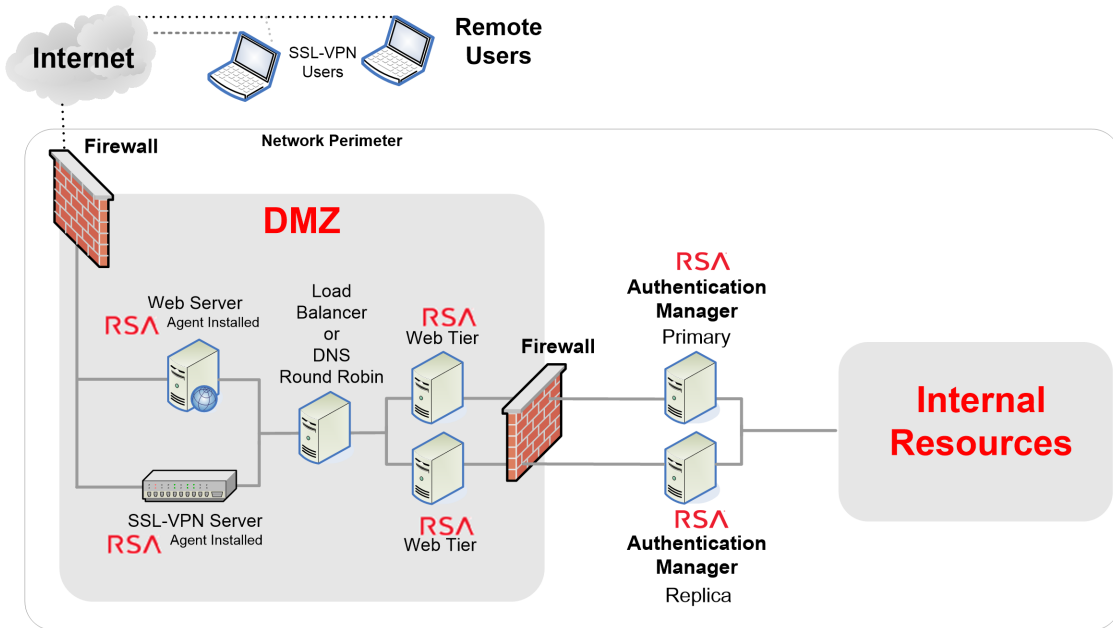 Internet
SSL-VPN
Users
Remote
Users
Network Perimeter
Firewall
DMZ
Web Server
RSA Agent Installed
SSL-VPN Server
RSA Agent Installed
Load
Balancer
or
DNS
Round Robin
RSA
Web Tier
RSA
Web Tier
Firewall
RSA
Authentication
Manager
Primary
RSA
Authentication
Manager
Replica
Internal
Resources